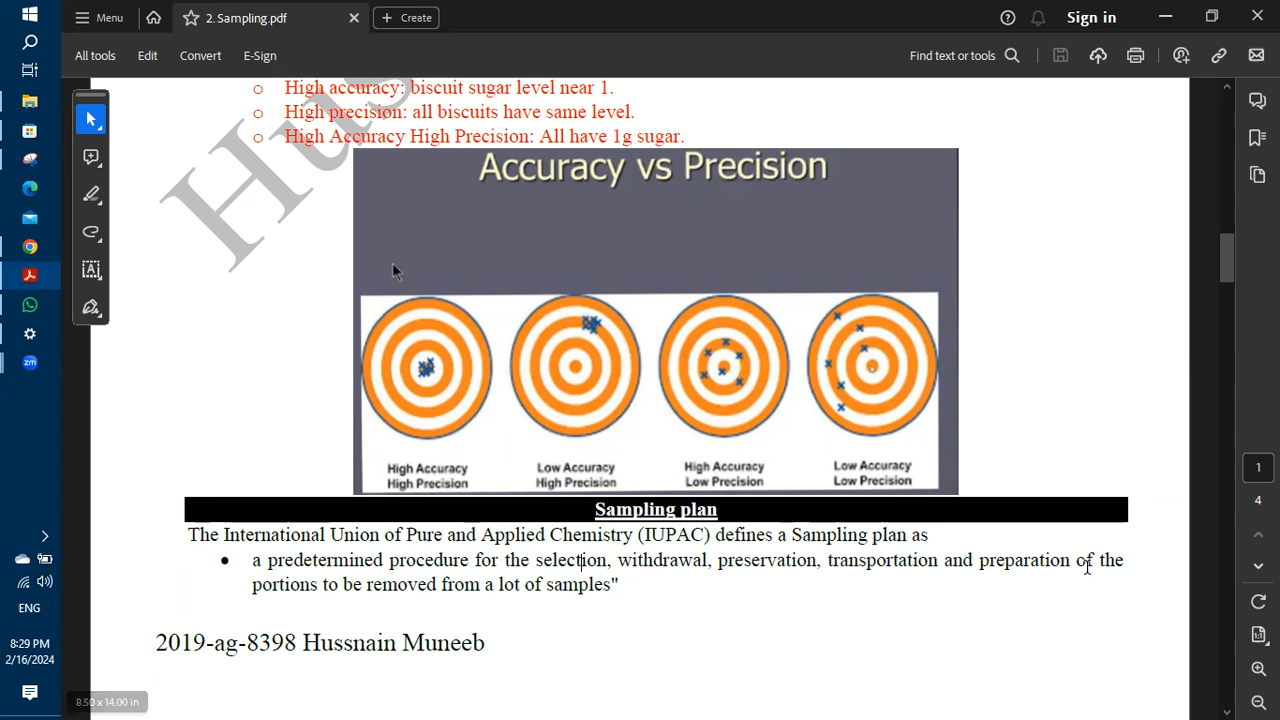 Menu
2. Sampling.pdf
Create
Sign in
All tools
Edit
Convert
E-Sign
Find text or tools
o High accuracy: biscuit sugar level near 1.
o High precision: all biscuits have same level.
o High Accuracy High Precision: All have 1g sugar.
Hu
Accuracy vs Precision
High Accuracy
High Precision
Low Accuracy
High Precision
High Accuracy
Low Precision
Low Accuracy
Low Precision
Sampling plan
The International Union of Pure and Applied Chemistry (IUPAC) defines a Sampling plan as
• a predetermined procedure for the selection, withdrawal, preservation, transportation and preparation of the
portions to be removed from a lot of samples"
2019-ag-8398 Hussnain Muneeb
8.50 x 14.00 in
1
4
zm
ENG
8:29 PM
2/16/2024